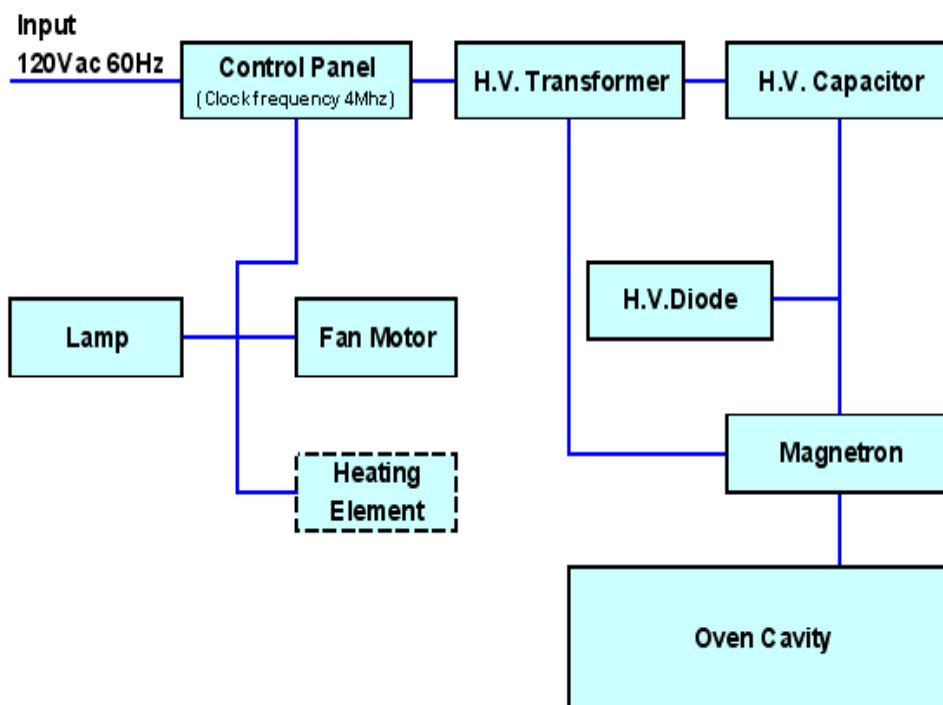 Input
120Vac 60Hz
Control Panel
(Clock frequency 4Mhz)
H.V. Transformer
H.V. Capacitor
H.V.Diode
Lamp
Fan Motor
Magnetron
Heating
Element
Oven Cavity